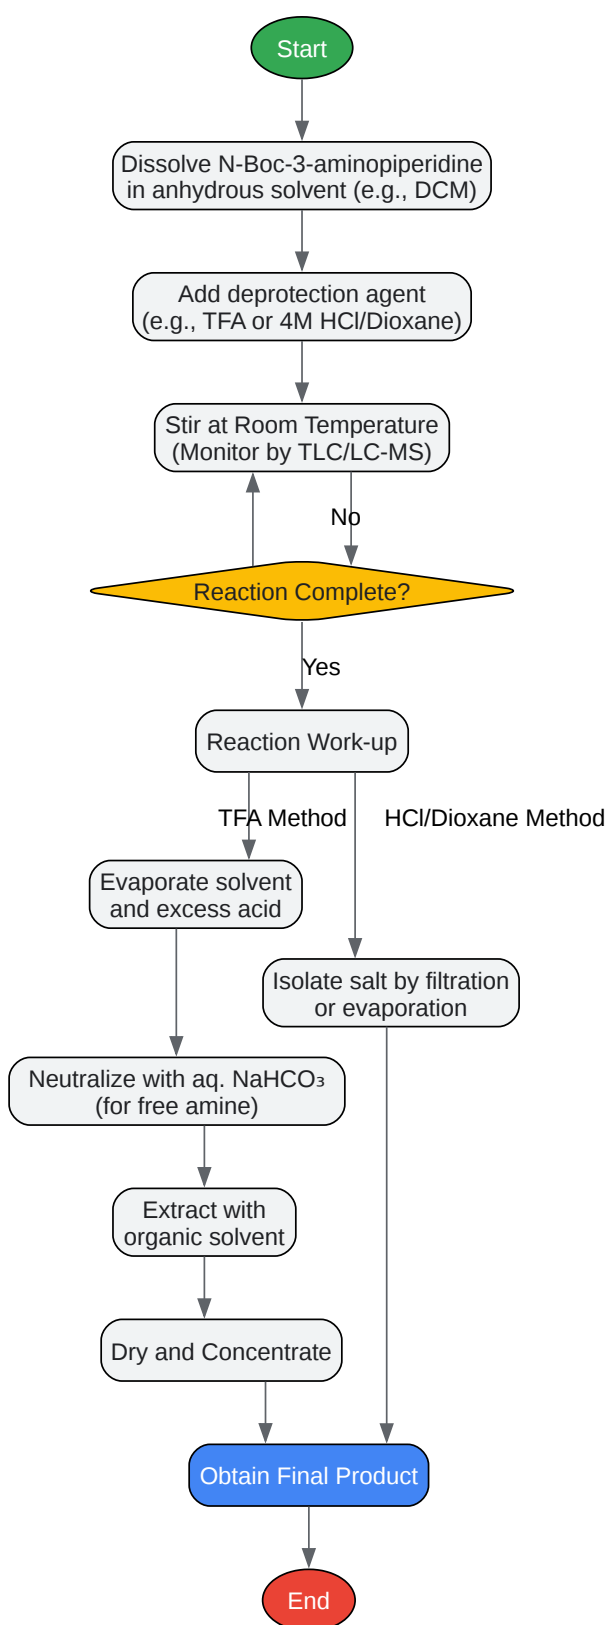 Start
Dissolve N-Boc-3-aminopiperidine
in anhydrous solvent (e.g., DCM)
Add deprotection agent
(e.g., TFA or 4M HCl/Dioxane)
Stir at Room Temperature
(Monitor by TLC/LC-MS)
No
Reaction Complete?
Yes
Reaction Work-up
TFA Method
HCl/Dioxane Method
Evaporate solvent
and excess acid
Isolate salt by filtration
or evaporation
Neutralize with aq. NaHCO₃
(for free amine)
Extract with
organic solvent
Dry and Concentrate
Obtain Final Product
End